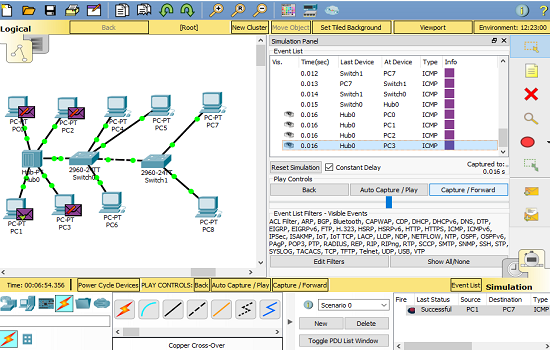 Logical
Back
[Root]
New Cluster
Move Object
Set Tiled Background
Viewport
Environment: 12:23:00
Simulation Panel
Event List
Vis. Time(sec) Last Device At Device Type Info
0.012 Switch1 PC7 ICMP
0.013 PC7 Switch1 ICMP
0.014 Switch1 Switch0 ICMP
0.015 Switch0 Hub0 ICMP
0.016 Hub0 PC0 ICMP
0.016 Hub0 PC1 ICMP
0.016 Hub0 PC2 ICMP
0.016 Hub0 PC3 ICMP
Reset Simulation
Constant Delay
Captured to:
0.016 s
Play Controls
Back
Auto Capture / Play
Capture / Forward
Event List Filters - Visible Events
ACL Filter, ARP, BGP, Bluetooth, CAPWAP, CDP, DHCP, DHCPv6, DNS, DTP,
EIGRP, EIGRPv6, FTP, H.323, HSRP, HSRPv6, HTTP, HTTPS, ICMP, ICMPv6,
IPSec, ISAKMP, IoT, IoT TCP, LACP, LLDP, NDP, NETFLOW, NTP, OSPF, OSPFv6,
PAgP, POP3, PTP, RADIUS, REP, RIP, RIPng, RTP, SCCP, SMTP, SNMP, SSH, STP,
SYSLOG, TACACS, TCP, TFTP, Telnet, UDP, USB, VTP
Edit Filters
Show All/None
PC-PT
PC0
PC-PT
PC2
PC-PT
PC4
PC-PT
PC5
PC-PT
PC7
Hub0
2960-24TT
Switch0
2960-24TT
Switch1
PC-PT
PC1
PC-PT
PC3
PC-PT
PC6
PC-PT
PC8
Time: 00:06:54.356
Power Cycle Devices
PLAY CONTROLS:
Back
Auto Capture / Play
Capture / Forward
Event List
Simulation
Scenario 0
New
Delete
Toggle PDU List Window
Fire Last Status Source Destination Type
Successful PC1 PC7 ICMP
Copper Cross-Over